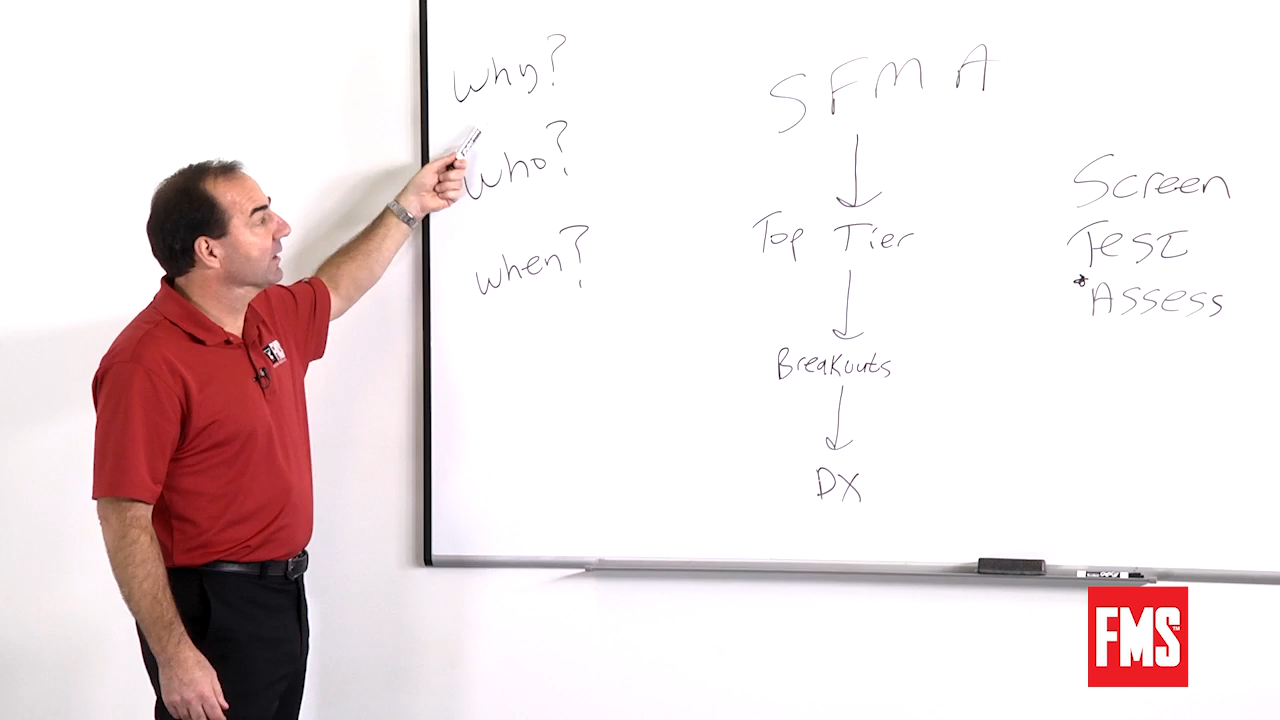 Why?
Who?
When?
SFMA
Top Tier
Breakouts
DX
Screen
Test
*Assess
FMS